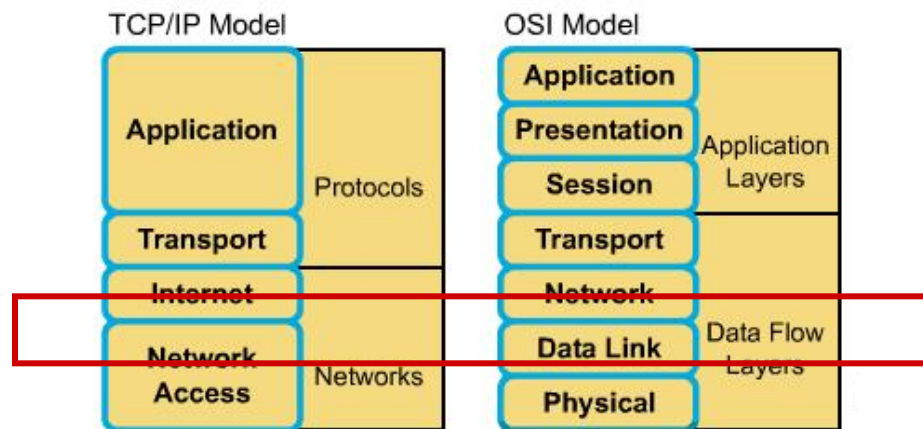 TCP/IP Model
Application
Transport
Internet
Network
Access
Protocols
Networks
OSI Model
Application
Presentation
Session
Transport
Network
Data Link
Physical
Application
Layers
Data Flow
Layers